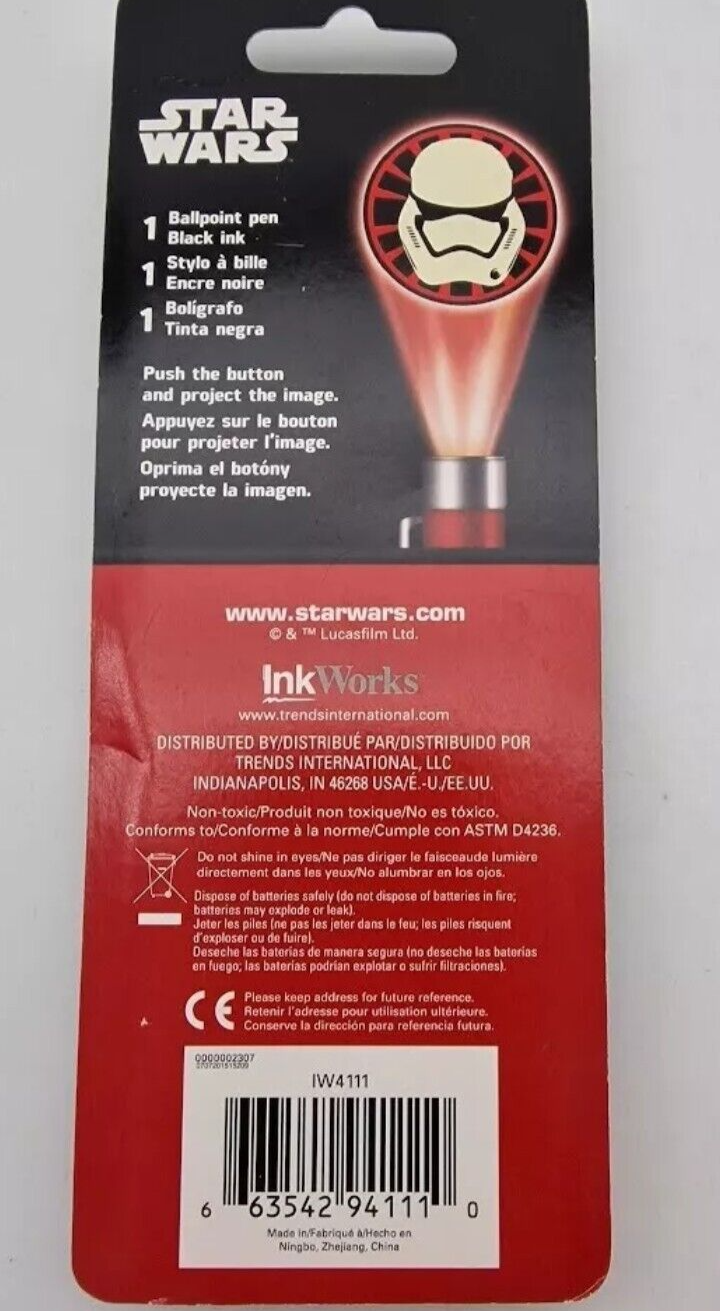 STAR
WARS
1 Ballpoint pen
Black ink
1 Stylo à bille
Encre noire
1 Bolígrafo
Tinta negra
Push the button
and project the image.
Appuyez sur le bouton
pour projeter l'image.
Oprima el botóny
proyecte la imagen.
www.starwars.com
© & ™ Lucasfilm Ltd.
InkWorks
www.trendsinternational.com
DISTRIBUTED BY/DISTRIBUÉ PAR/DISTRIBUIDO POR
TRENDS INTERNATIONAL, LLC
INDIANAPOLIS, IN 46268 USA/É.-U./EE.UU.
Non-toxic/Produit non toxique/No es tóxico.
Conforms to/Conforme à la norme/Cumple con ASTM D4236.
Do not shine in eyes/Ne pas diriger le faisceaude lumière
directement dans les yeux/No alumbrar en los ojos.
Dispose of batteries safely (do not dispose of batteries in fire;
batteries may explode or leak).
Jeter les piles (ne pas les jeter dans le feu; les piles risquent
d'exploser ou de fuire).
Deseche las baterías de manera segura (no deseche las baterías
en fuego; las baterías podrían explotar o sufrir filtraciones).
CE
Please keep address for future reference.
Retenir l'adresse pour utilisation ultérieure.
Conserve la dirección para referencia futura.
0000002307
IW4111
6 63542 94111 0
Made in/Fabriqué à/Hecho en
Ningbo, Zhejiang, China